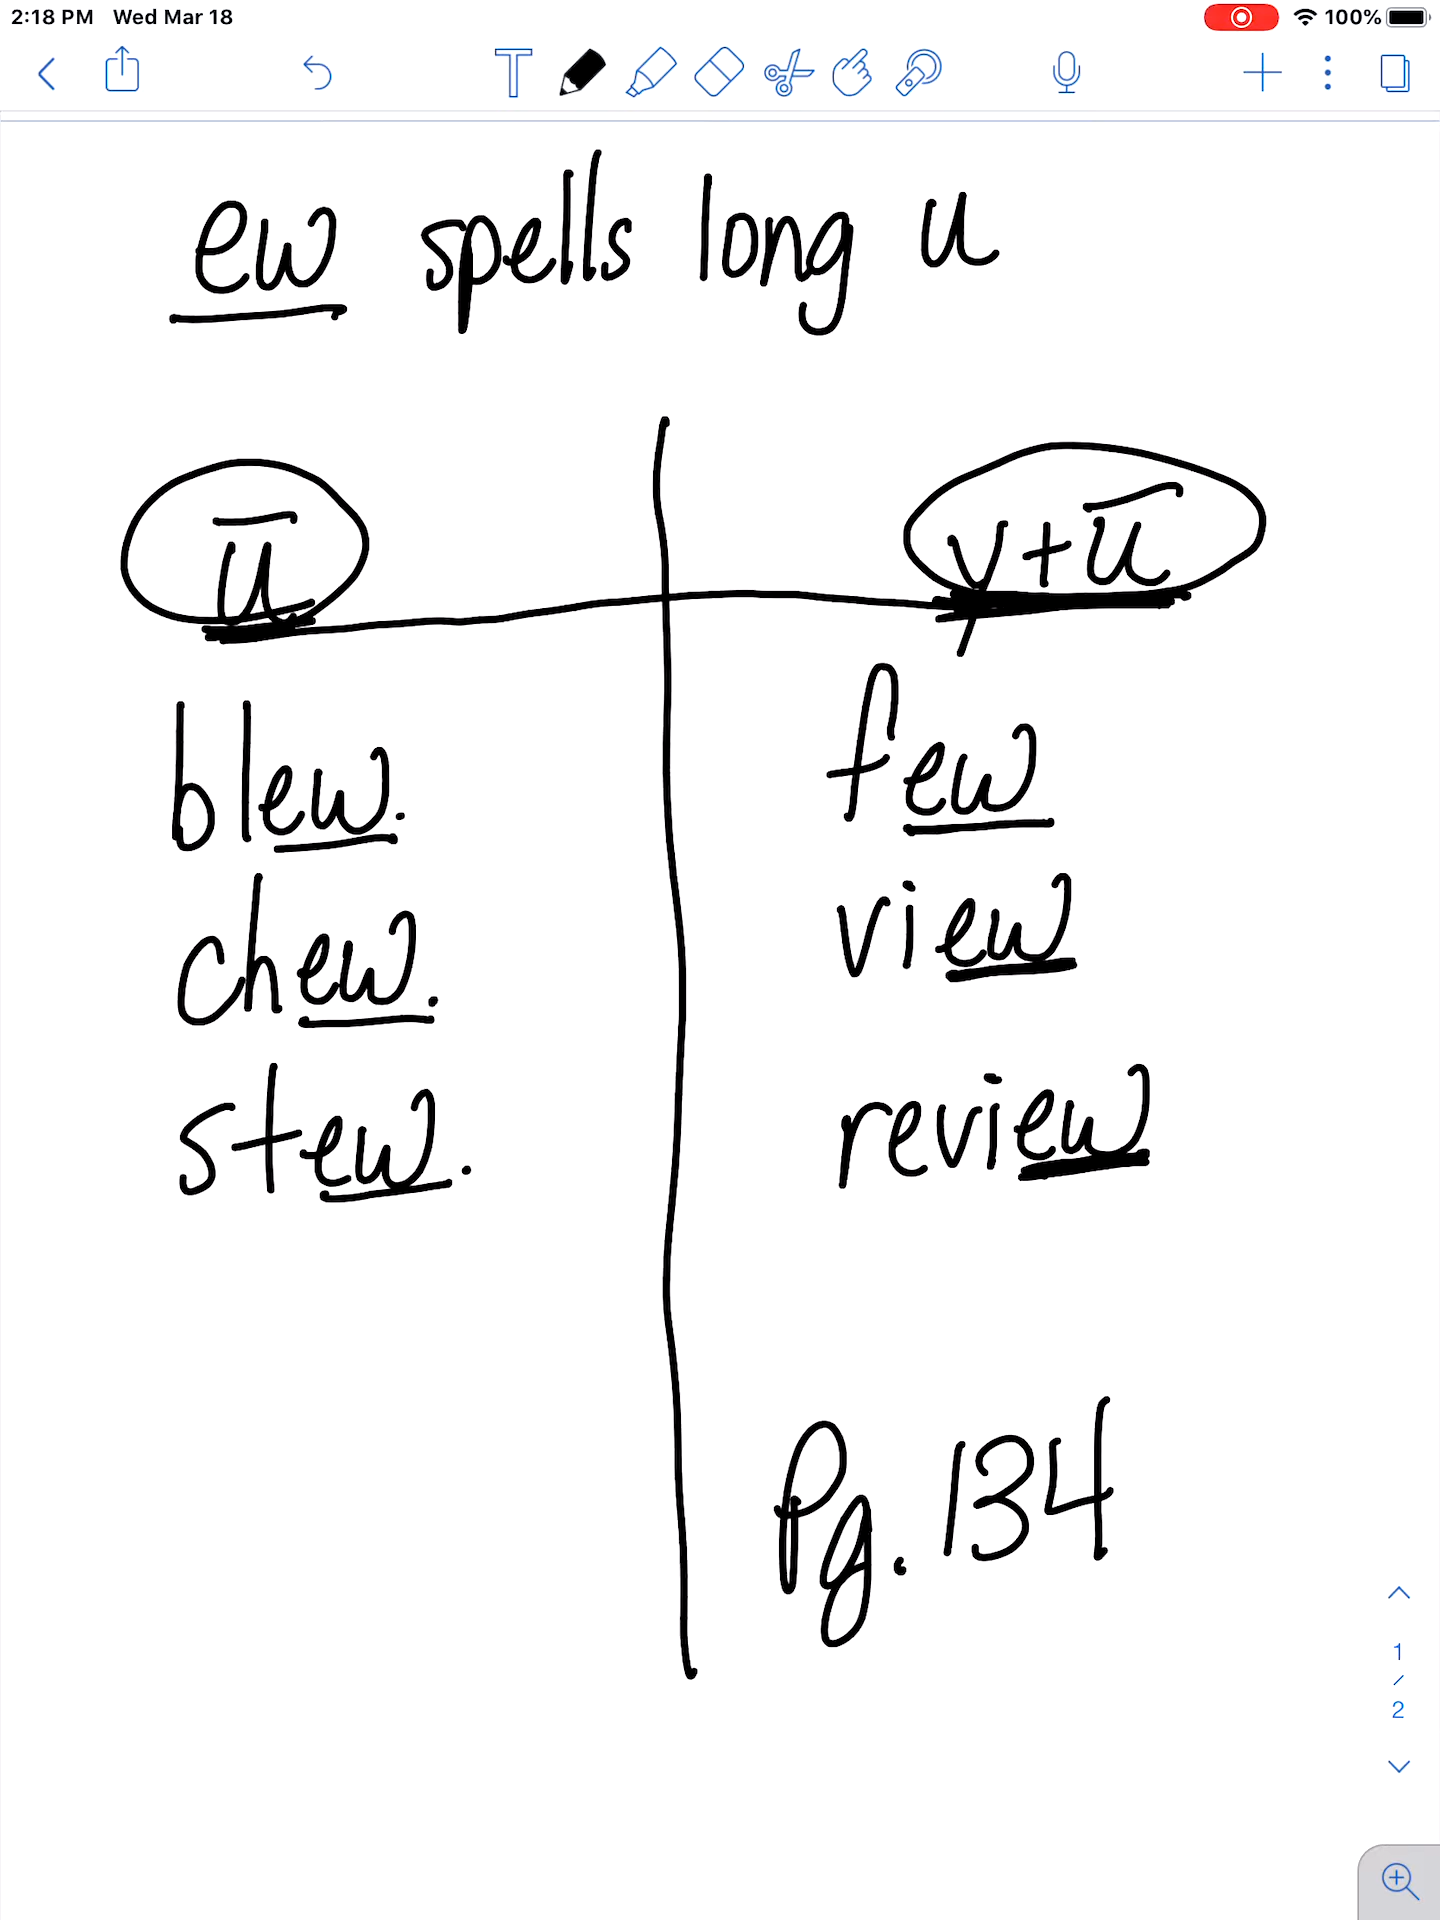 2:18 PM Wed Mar 18 100%
T
ew spells long u
ū y+ū
blew. few
chew. view
stew. review
Pg. 134
1
/
2